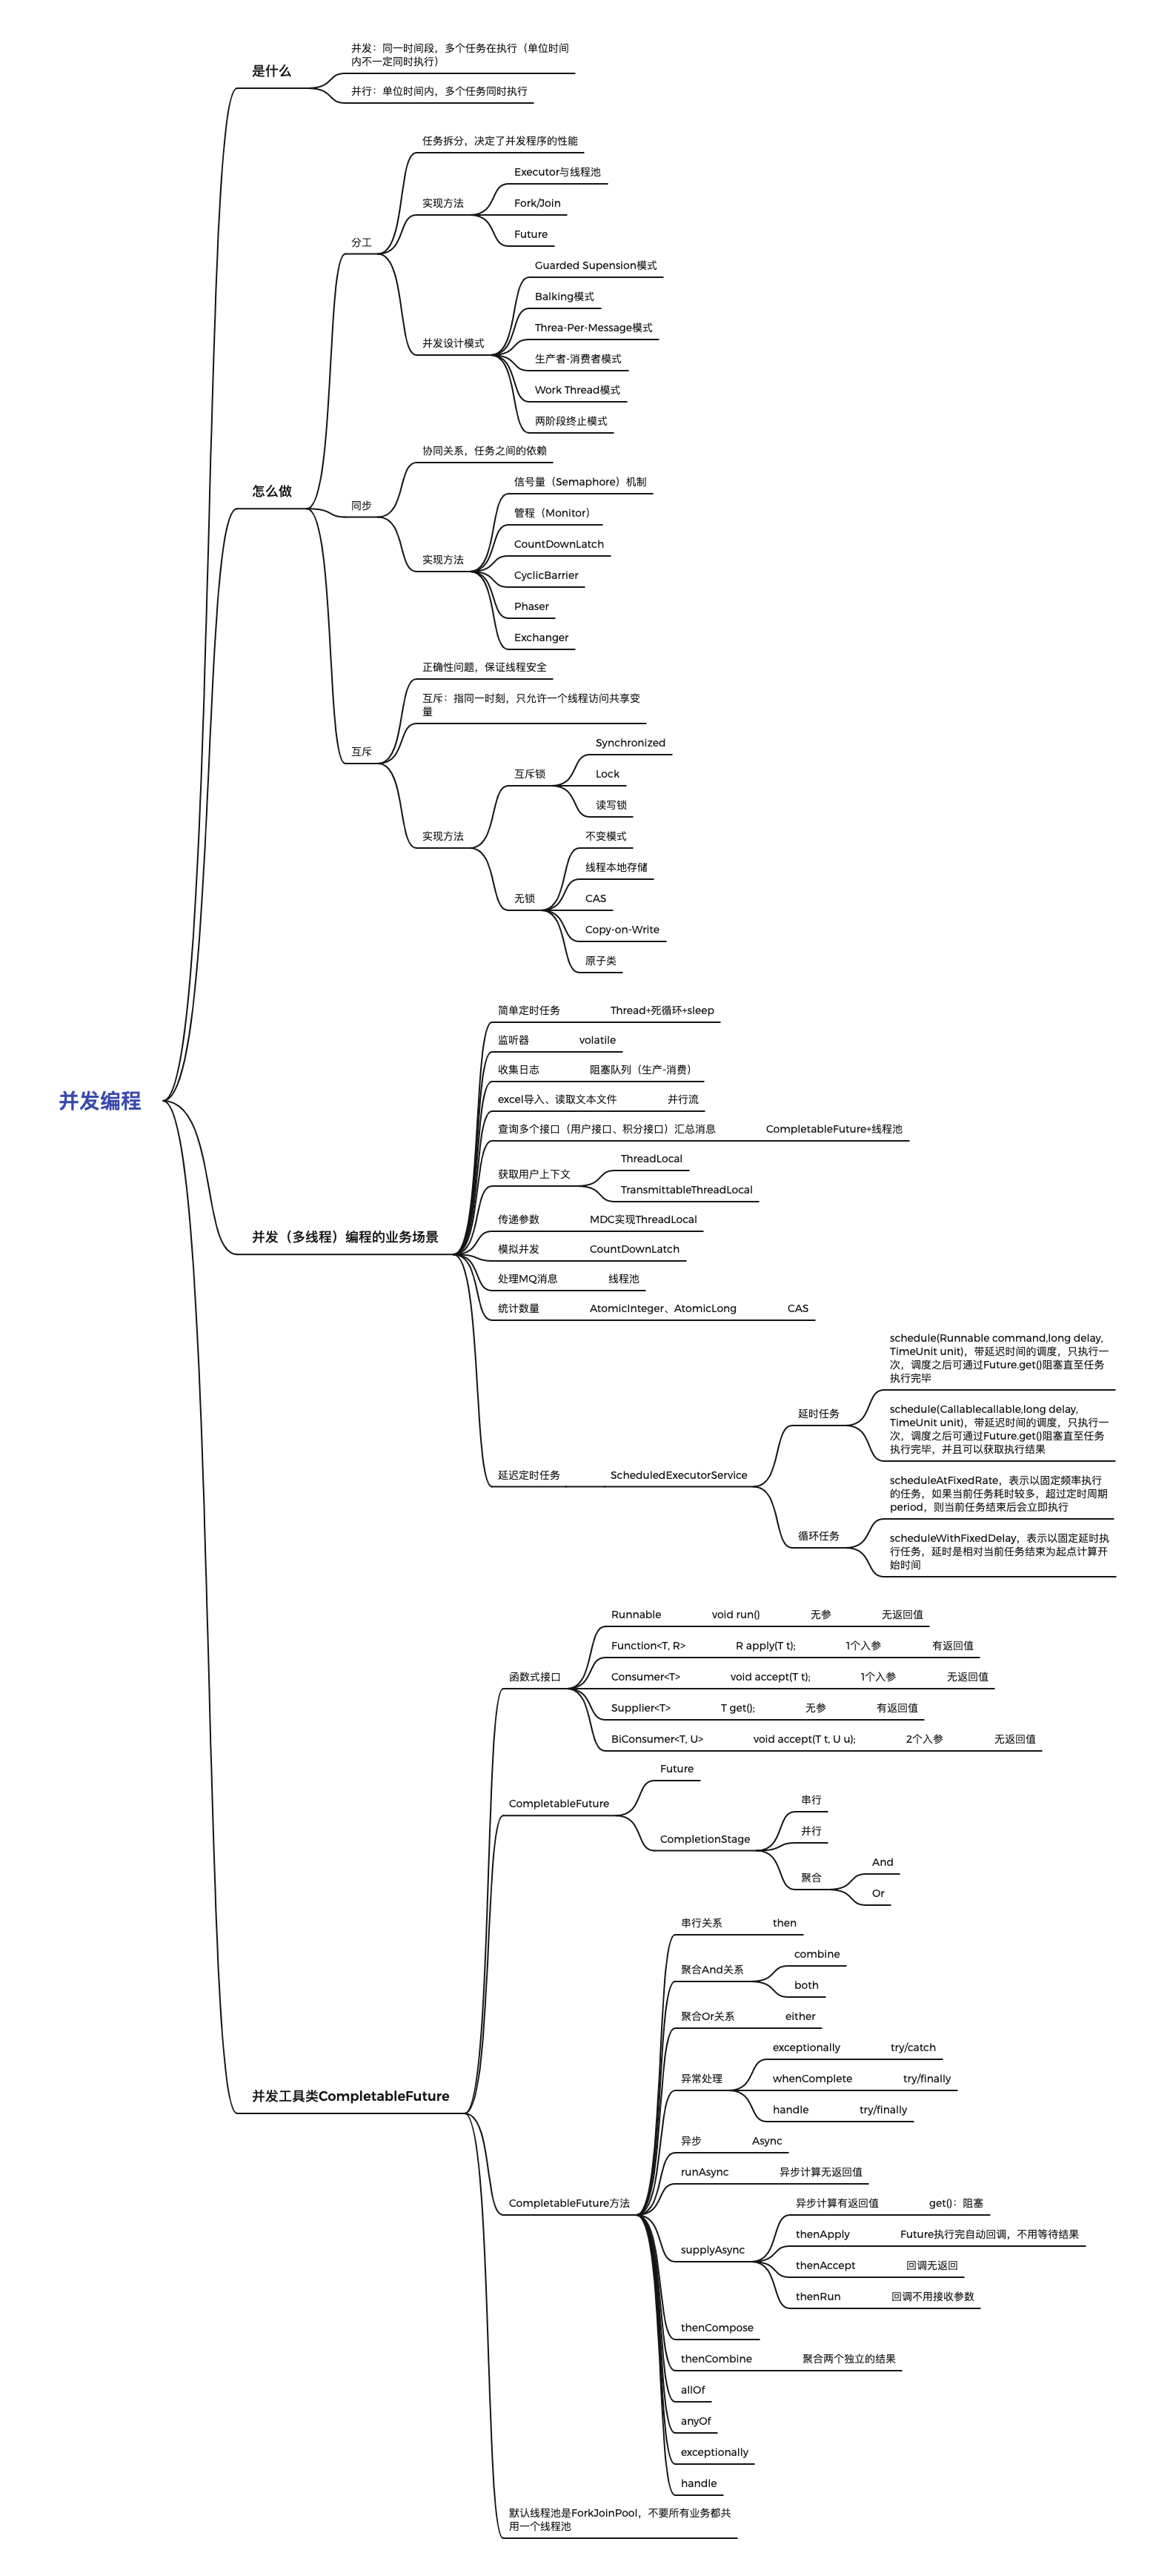 并发：同一时间段，多个任务在执行（单位时间
内不一定同时执行）
是什么
并行：单位时间内，多个任务同时执行
任务拆分，决定了并发程序的性能
Executor与线程池
实现方法
Fork/Join
Future
分工
Guarded Supension模式
Balking模式
Threa-Per-Message模式
并发设计模式
生产者-消费者模式
Work Thread模式
两阶段终止模式
怎么做
协同关系，任务之间的依赖
同步
信号量（Semaphore）机制
管程（Monitor）
CountDownLatch
实现方法
CyclicBarrier
Phaser
Exchanger
正确性问题，保证线程安全
互斥：指同一时刻，只允许一个线程访问共享变
量
互斥
Synchronized
互斥锁
Lock
读写锁
实现方法
不变模式
线程本地存储
无锁
CAS
Copy-on-Write
原子类
并发编程
简单定时任务 Thread+死循环+sleep
监听器 volatile
收集日志 阻塞队列（生产-消费）
excel导入、读取文本文件 并行流
查询多个接口（用户接口、积分接口）汇总消息 CompletableFuture+线程池
获取用户上下文
ThreadLocal
TransmittableThreadLocal
并发（多线程）编程的业务场景
传递参数 MDC实现ThreadLocal
模拟并发 CountDownLatch
处理MQ消息 线程池
统计数量 AtomicInteger、AtomicLong CAS
延迟定时任务 ScheduledExecutorService
延时任务
schedule(Runnable command,long delay,
TimeUnit unit)，带延迟时间的调度，只执行一
次，调度之后可通过Future.get()阻塞直至任务
执行完毕
schedule(Callablecallable,long delay,
TimeUnit unit)，带延迟时间的调度，只执行一
次，调度之后可通过Future.get()阻塞直至任务
执行完毕，并且可以获取执行结果
循环任务
scheduleAtFixedRate，表示以固定频率执行
的任务，如果当前任务耗时较多，超过定时周期
period，则当前任务结束后会立即执行
scheduleWithFixedDelay，表示以固定延时执
行任务，延时是相对当前任务结束为起点计算开
始时间
并发工具类CompletableFuture
函数式接口
Runnable void run() 无参 无返回值
Function<T, R> R apply(T t); 1个入参 有返回值
Consumer<T> void accept(T t); 1个入参 无返回值
Supplier<T> T get(); 无参 有返回值
BiConsumer<T, U> void accept(T t, U u); 2个入参 无返回值
CompletableFuture
Future
CompletionStage
串行
并行
聚合
And
Or
CompletableFuture方法
串行关系 then
聚合And关系
combine
both
聚合Or关系 either
异常处理
exceptionally try/catch
whenComplete try/finally
handle try/finally
异步 Async
runAsync 异步计算无返回值
supplyAsync
异步计算有返回值 get()：阻塞
thenApply Future执行完自动回调，不用等待结果
thenAccept 回调无返回
thenRun 回调不用接收参数
thenCompose
thenCombine 聚合两个独立的结果
allOf
anyOf
exceptionally
handle
默认线程池是ForkJoinPool，不要所有业务都共
用一个线程池